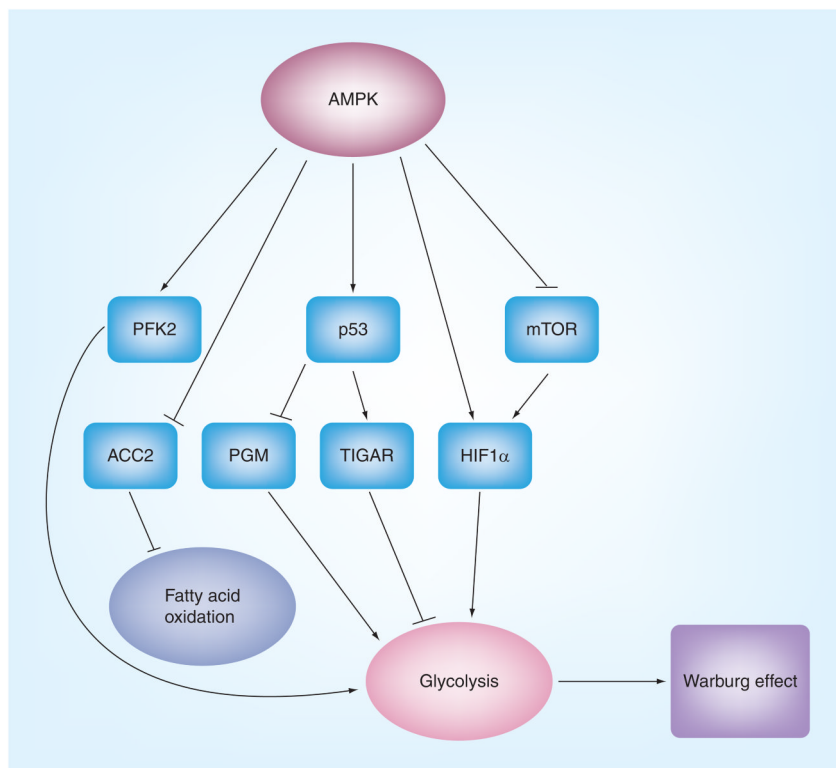 AMPK
PFK2
p53
mTOR
ACC2
PGM
TIGAR
HIF1α
Fatty acid
oxidation
Glycolysis
Warburg effect